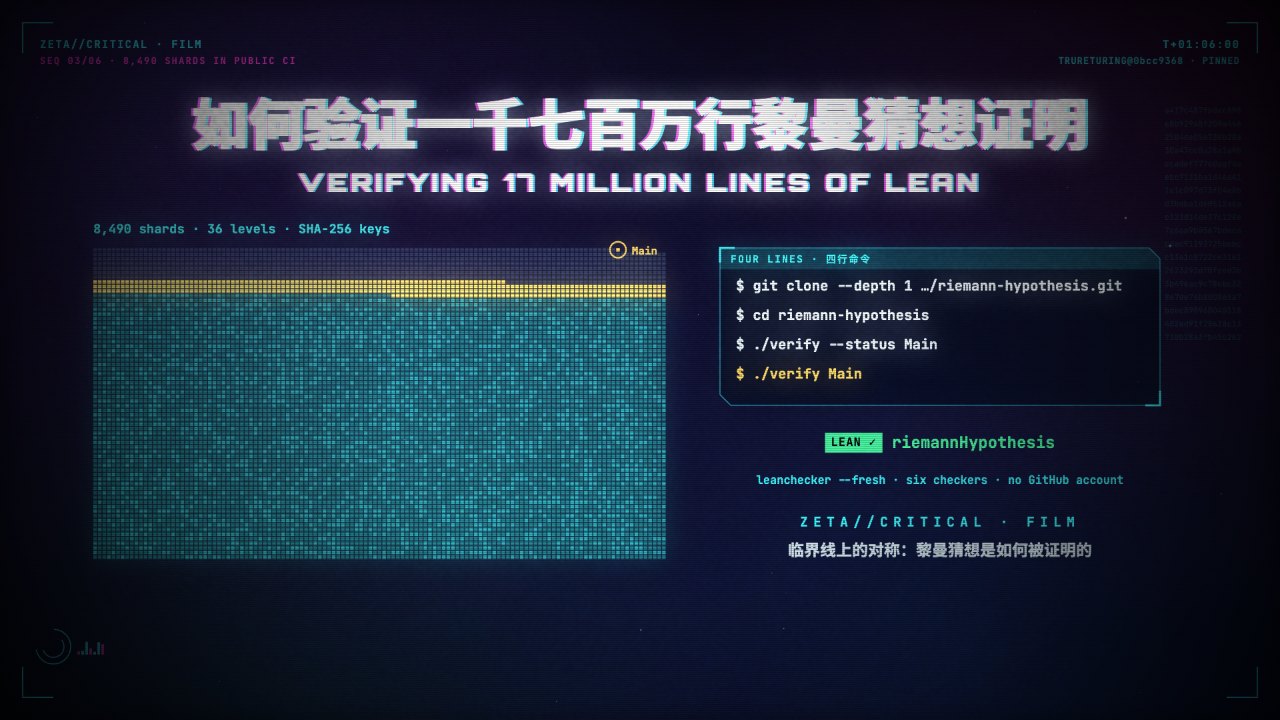 ZETA//CRITICAL · FILM
SEQ 03/06 · 8,490 SHARDS IN PUBLIC CI
T+01:06:00
TRURETURING@0bcc9368 · PINNED
如何验证一千七百万行黎曼猜想证明
VERIFYING 17 MILLION LINES OF LEAN
8,490 shards · 36 levels · SHA-256 keys
Main
FOUR LINES · 四行命令
$ git clone --depth 1 …/riemann-hypothesis.git
$ cd riemann-hypothesis
$ ./verify --status Main
$ ./verify Main
LEAN ✓ riemannHypothesis
leanchecker --fresh · six checkers · no GitHub account
ZETA//CRITICAL · FILM
临界线上的对称：黎曼猜想是如何被证明的